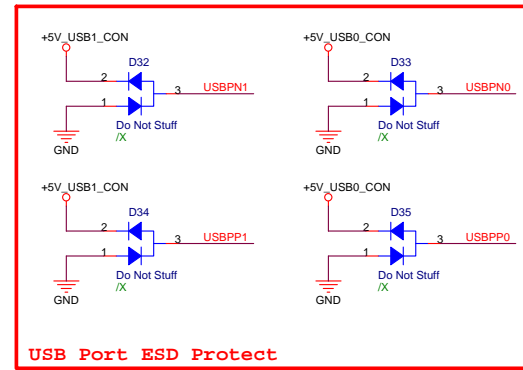 +5V_USB1_CON
D32
2
1
3
USBPN1
Do Not Stuff
/X
GND
+5V_USB0_CON
D33
2
1
3
USBPN0
Do Not Stuff
/X
GND
+5V_USB1_CON
D34
2
1
3
USBPP1
Do Not Stuff
/X
GND
+5V_USB0_CON
D35
2
1
3
USBPP0
Do Not Stuff
/X
GND
USB Port ESD Protect